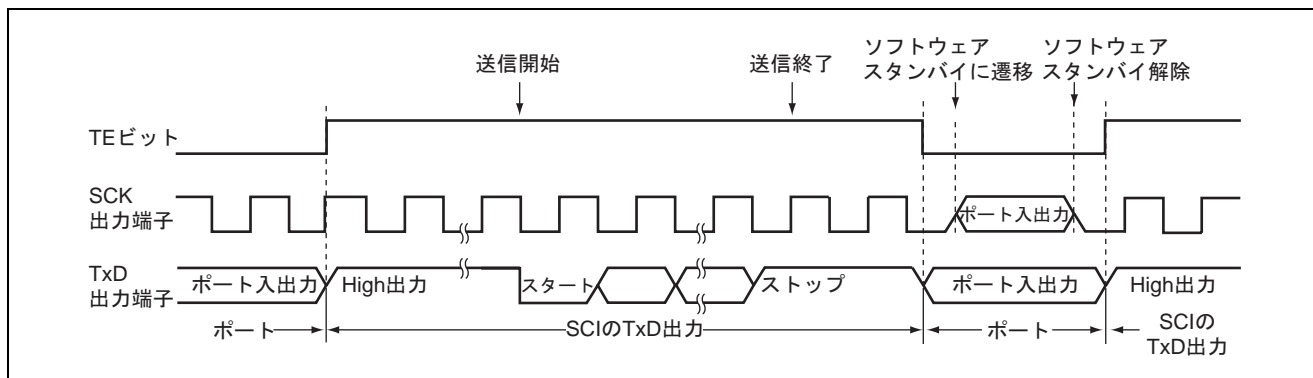 送信開始
送信終了
ソフトウェア
スタンバイに遷移
ソフトウェア
スタンバイ解除
TEビット
SCK
出力端子
ポート入出力
TxD
出力端子
ポート入出力
High出力
スタート
ストップ
ポート入出力
High出力
ポート
SCIのTxD出力
ポート
SCIの
TxD出力